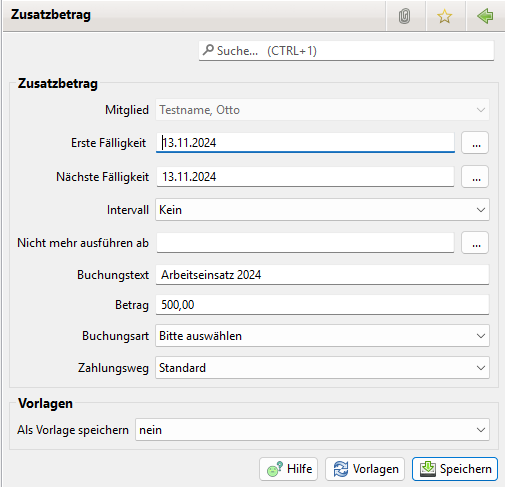 Zusatzbetrag
Suche... (CTRL+1)
Zusatzbetrag
Mitglied Testname, Otto
Erste Fälligkeit 13.11.2024 ...
Nächste Fälligkeit 13.11.2024 ...
Intervall Kein
Nicht mehr ausführen ab ...
Buchungstext Arbeitseinsatz 2024
Betrag 500,00
Buchungsart Bitte auswählen
Zahlungsweg Standard
Vorlagen
Als Vorlage speichern nein
Hilfe Vorlagen Speichern